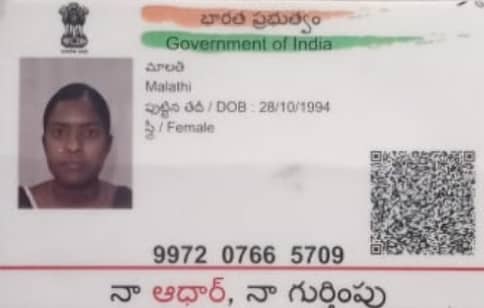 భారత ప్రభుత్వం
Government of India
మాలతి
Malathi
పుట్టిన తేదీ / DOB : 28/10/1994
స్త్రీ / Female
9972 0766 5709
నా ఆధార్, నా గుర్తింపు